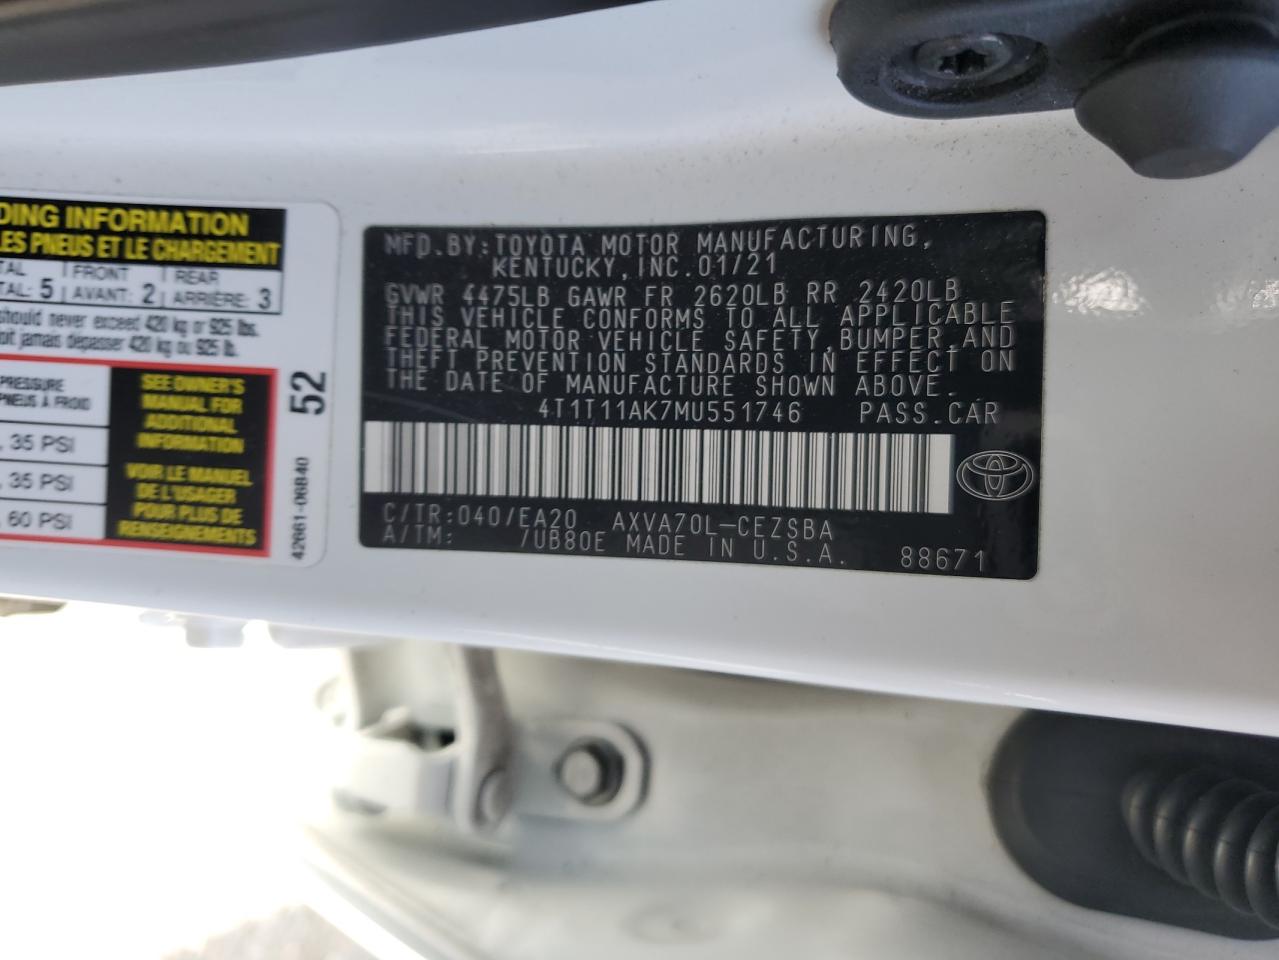 DING INFORMATION
LES PNEUS ET LE CHARGEMENT
TAL FRONT REAR
TAL: 5 AVANT: 2 ARRIÈRE: 3
should never exceed 420 kg or 925 lbs.
oit jamais dépasser 420 kg ou 925 lb.
PRESSURE
PNEUS À FROID
35 PSI
35 PSI
60 PSI
SEE OWNER'S
MANUAL FOR
ADDITIONAL
INFORMATION
VOIR LE MANUEL
DE L'USAGER
POUR PLUS DE
RENSEIGNEMENTS
52
42661-06B40
MFD.BY:TOYOTA MOTOR MANUFACTURING,
KENTUCKY,INC.01/21
GVWR 4475LB GAWR FR 2620LB RR 2420LB
THIS VEHICLE CONFORMS TO ALL APPLICABLE
FEDERAL MOTOR VEHICLE SAFETY,BUMPER,AND
THEFT PREVENTION STANDARDS IN EFFECT ON
THE DATE OF MANUFACTURE SHOWN ABOVE.
4T1T11AK7MU551746 PASS.CAR
C/TR:040/EA20 AXVA70L-CEZSBA
A/TM: /UB80E MADE IN U.S.A. 88671